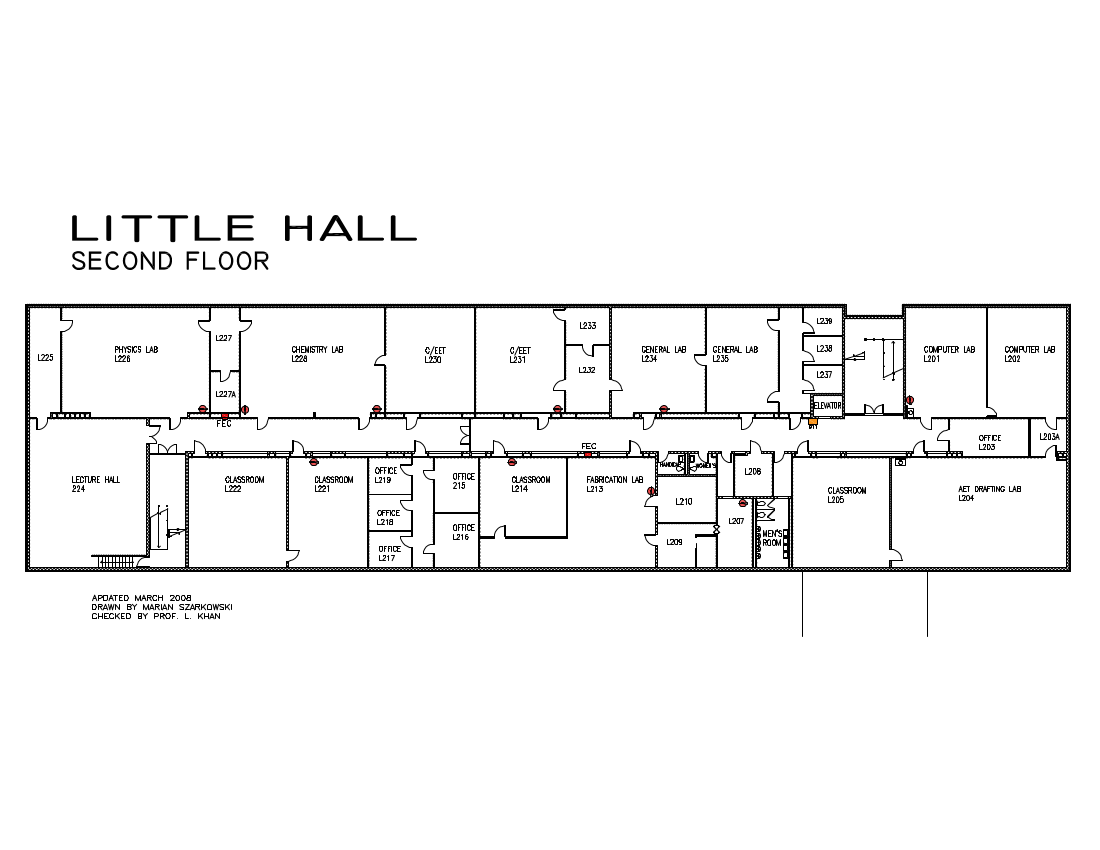 LITTLE HALL
SECOND FLOOR
L225
PHYSICS LAB
L226
L227
L227A
CHEMISTRY LAB
L228
C/EET
L230
C/EET
L231
L233
L232
GENERAL LAB
L234
GENERAL LAB
L235
L239
L238
L237
ELEVATOR
COMPUTER LAB
L201
COMPUTER LAB
L202
FEC
FEC
OFFICE
L203
L203A
LECTURE HALL
224
CLASSROOM
L222
CLASSROOM
L221
OFFICE
L219
OFFICE
L218
OFFICE
L217
OFFICE
215
OFFICE
L216
CLASSROOM
L214
FABRICATION LAB
L213
HANDICAP
WOMEN'S
L210
L209
L208
L207
MEN'S
ROOM
CLASSROOM
L205
AET DRAFTING LAB
L204
APDATED MARCH 2008
DRAWN BY MARIAN SZARKOWSKI
CHECKED BY PROF. L. KHAN